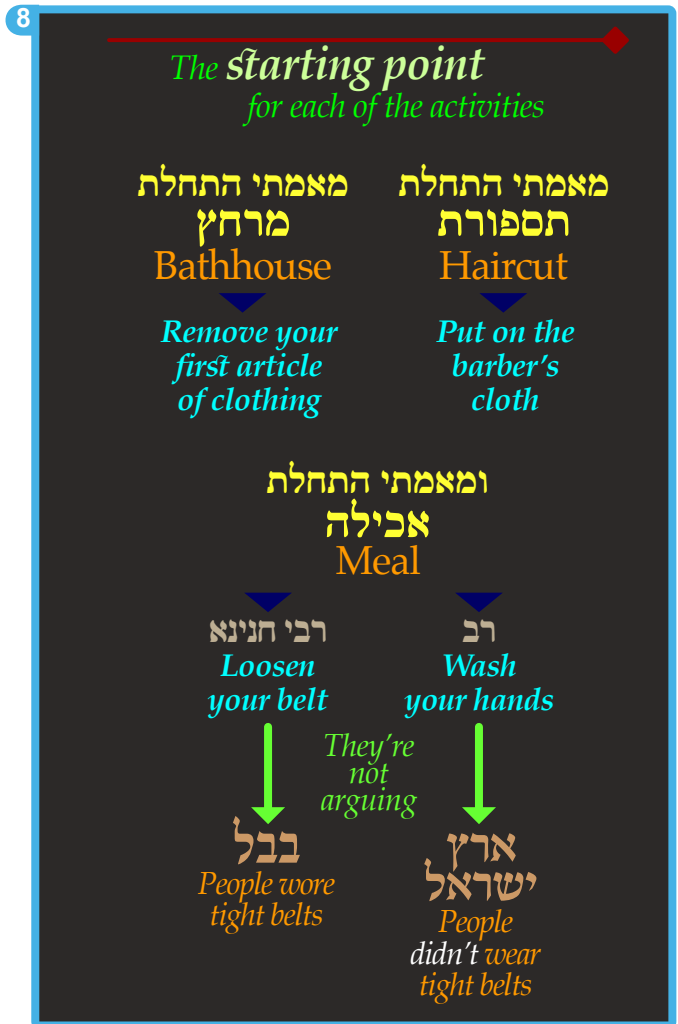 8
The starting point
for each of the activities
מאמתי התחלת
תספורת
Haircut
Put on the
barber's
cloth
מאמתי התחלת
מרחץ
Bathhouse
Remove your
first article
of clothing
ומאמתי התחלת
אכילה
Meal
רב
Wash
your hands
רבי חנינא
Loosen
your belt
They're
not
arguing
ארץ
ישראל
People
didn't wear
tight belts
בבל
People wore
tight belts